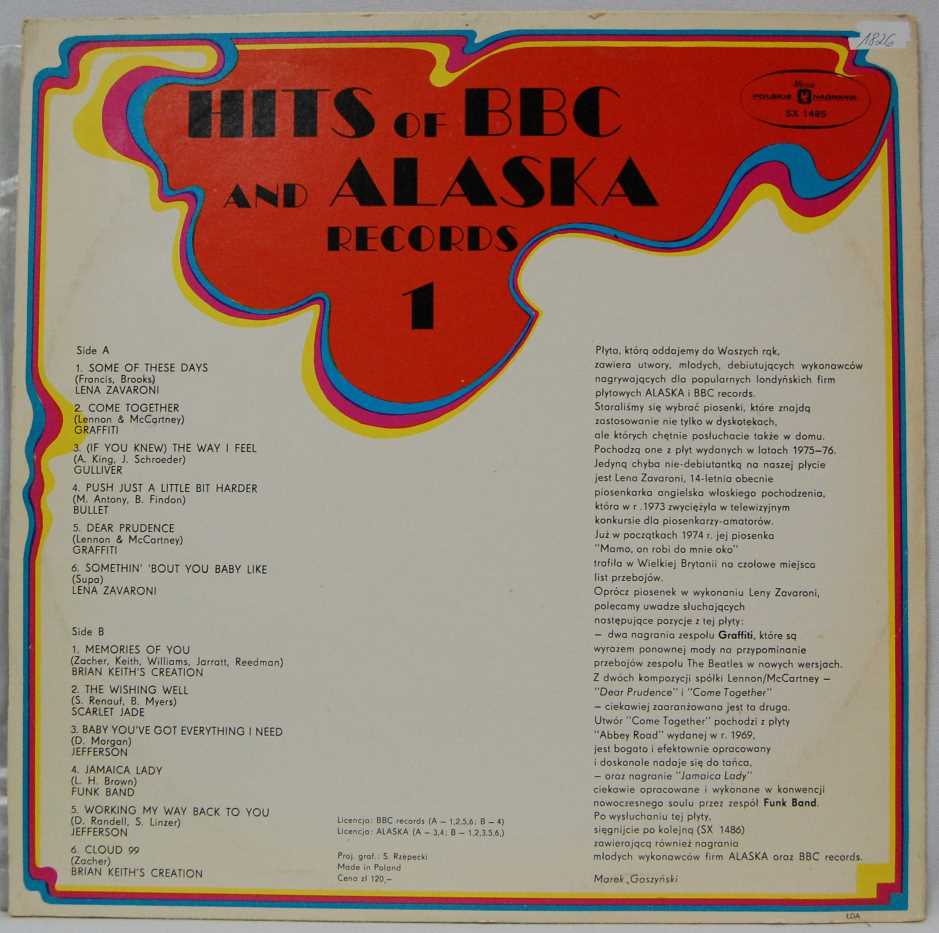 1826
HITS OF BBC
AND ALASKA
RECORDS
1
Muza
POLSKIE NAGRANIA
SX 1485
Side A
1. SOME OF THESE DAYS
(Francis, Brooks)
LENA ZAVARONI
2. COME TOGETHER
(Lennon & McCartney)
GRAFFITI
3. (IF YOU KNEW) THE WAY I FEEL
(A. King, J. Schroeder)
GULLIVER
4. PUSH JUST A LITTLE BIT HARDER
(M. Antony, B. Findon)
BULLET
5. DEAR PRUDENCE
(Lennon & McCartney)
GRAFFITI
6. SOMETHIN' 'BOUT YOU BABY LIKE
(Supa)
LENA ZAVARONI
Side B
1. MEMORIES OF YOU
(Zacher, Keith, Williams, Jarratt, Reedman)
BRIAN KEITH'S CREATION
2. THE WISHING WELL
(S. Renauf, B. Myers)
SCARLET JADE
3. BABY YOU'VE GOT EVERYTHING I NEED
(D. Morgan)
JEFFERSON
4. JAMAICA LADY
(L. H. Brown)
FUNK BAND
5. WORKING MY WAY BACK TO YOU
(D. Randell, S. Linzer)
JEFFERSON
6. CLOUD 99
(Zacher)
BRIAN KEITH'S CREATION
Licencja: BBC records (A – 1,2,5,6; B – 4)
Licencja: ALASKA (A – 3,4; B – 1,2,3,5,6,)
Proj. graf.: S. Rzepecki
Made in Poland
Cena zł 120,–
Płyta, którą oddajemy do Waszych rąk,
zawiera utwory, młodych, debiutujących wykonawców
nagrywających dla popularnych londyńskich firm
płytowych ALASKA i BBC records.
Staraliśmy się wybrać piosenki, które znajdą
zastosowanie nie tylko w dyskotekach,
ale których chętnie posłuchacie także w domu.
Pochodzą one z płyt wydanych w latach 1975–76.
Jedyną chyba nie-debiutantką na naszej płycie
jest Lena Zavaroni, 14-letnia obecnie
piosenkarka angielska włoskiego pochodzenia,
która w r. 1973 zwyciężyła w telewizyjnym
konkursie dla piosenkarzy-amatorów.
Już w początkach 1974 r. jej piosenka
"Mamo, on robi do mnie oko"
trafiła w Wielkiej Brytanii na czołowe miejsca
list przebojów.
Oprócz piosenek w wykonaniu Leny Zavaroni,
polecamy uwadze słuchających
następujące pozycje z tej płyty:
– dwa nagrania zespołu Graffiti, które są
wyrazem ponownej mody na przypominanie
przebojów zespołu The Beatles w nowych wersjach.
Z dwóch kompozycji spółki Lennon/McCartney –
"Dear Prudence" i "Come Together"
– ciekawiej zaaranżowana jest ta druga.
Utwór "Come Together" pochodzi z płyty
"Abbey Road" wydanej w r. 1969,
jest bogato i efektownie opracowany
i doskonale nadaje się do tańca,
– oraz nagranie "Jamaica Lady"
ciekawie opracowane i wykonane w konwencji
nowoczesnego soulu przez zespół Funk Band.
Po wysłuchaniu tej płyty,
sięgnijcie po kolejną (SX 1486)
zawierającą również nagrania
młodych wykonawców firm ALASKA oraz BBC records.
Marek Gaszyński
EDA